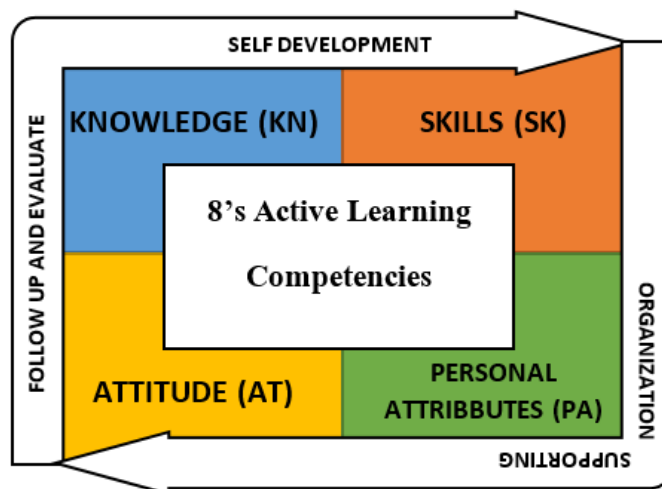 SELF DEVELOPMENT
FOLLOW UP AND EVALUATE
KNOWLEDGE (KN)
SKILLS (SK)
8’s Active Learning
Competencies
ATTITUDE (AT)
PERSONAL
ATTRIBBUTES (PA)
ORGANIZATION
SUPPORTING